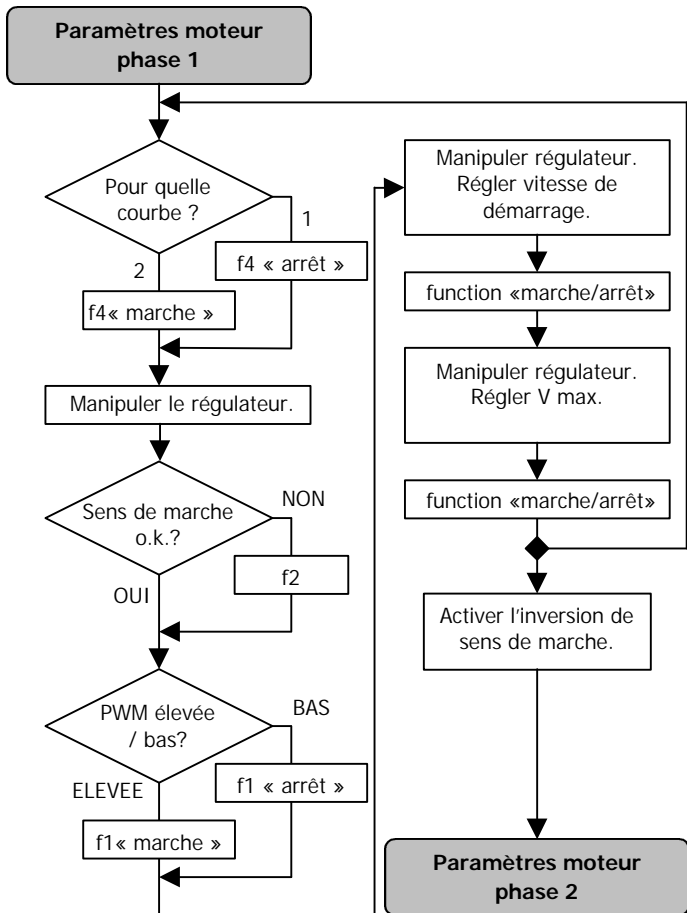 Paramètres moteur
phase 1
Pour quelle
courbe ?
1
2
f4 « arrêt »
f4« marche »
Manipuler le régulateur.
Sens de marche
o.k.?
NON
f2
OUI
PWM élevée
/ bas?
BAS
f1 « arrêt »
ELEVEE
f1« marche »
Manipuler régulateur.
Régler vitesse de
démarrage.
function «marche/arrêt»
Manipuler régulateur.
Régler V max.
function «marche/arrêt»
Activer l'inversion de
sens de marche.
Paramètres moteur
phase 2